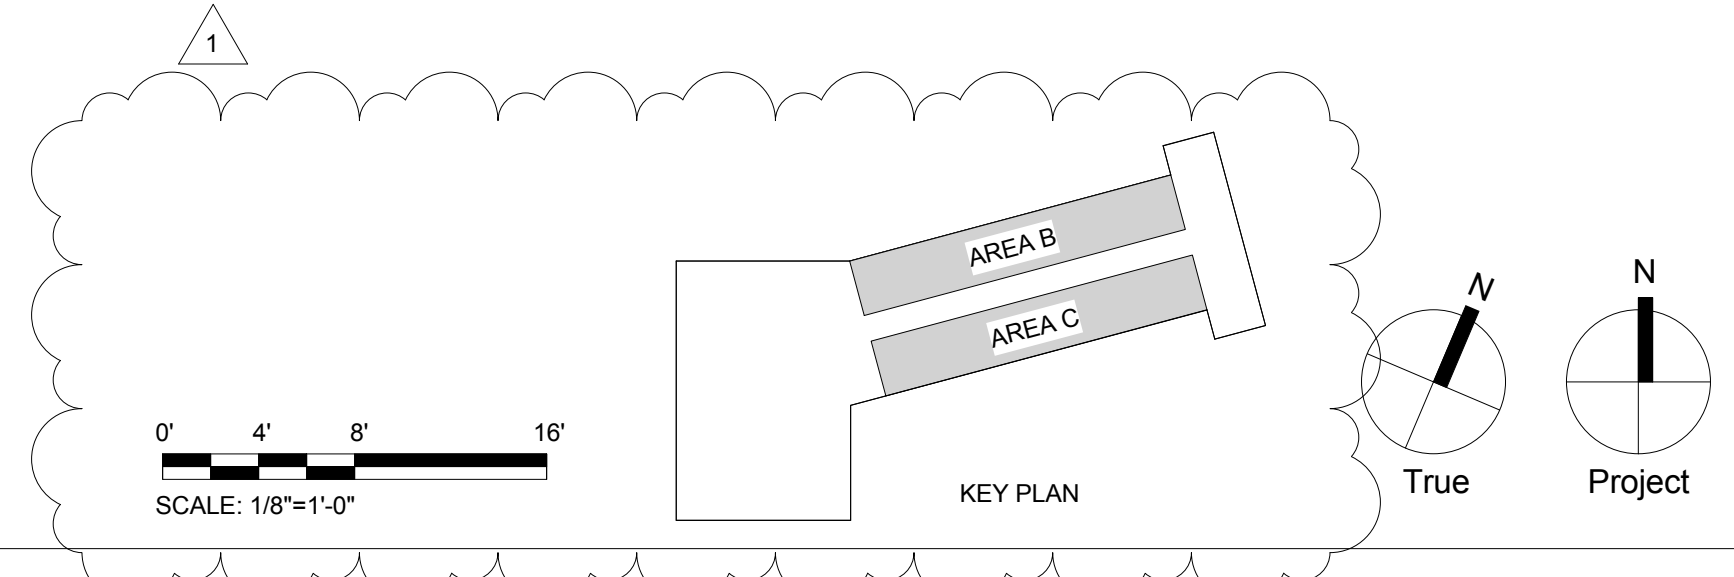 1
AREA B
AREA C
N
N
0' 4' 8' 16'
SCALE: 1/8"=1'-0"
KEY PLAN
True
Project